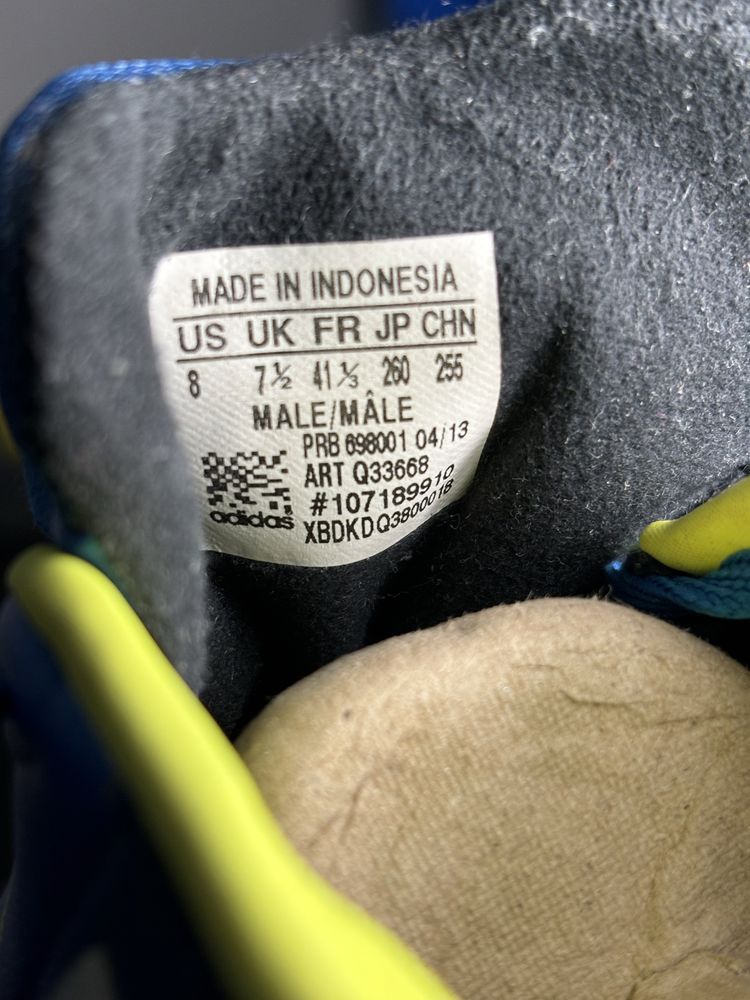 MADE IN INDONESIA
US UK FR JP CHN
8 7½ 41⅓ 260 255
MALE/MÂLE
PRB 698001 04/13
ART Q33668
#107189910
adidas XBDKDQ3800018